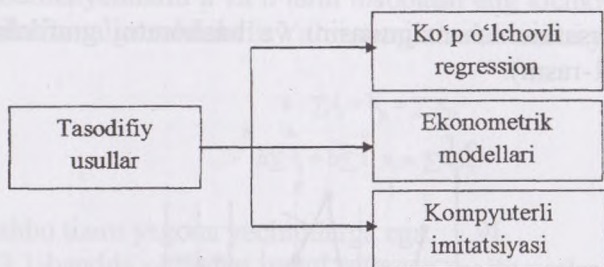 Ko'p o'lchovli
regression
Tasodifiy
usullar
Ekonometrik
modellari
Kompyuterli
imitatsiyasi